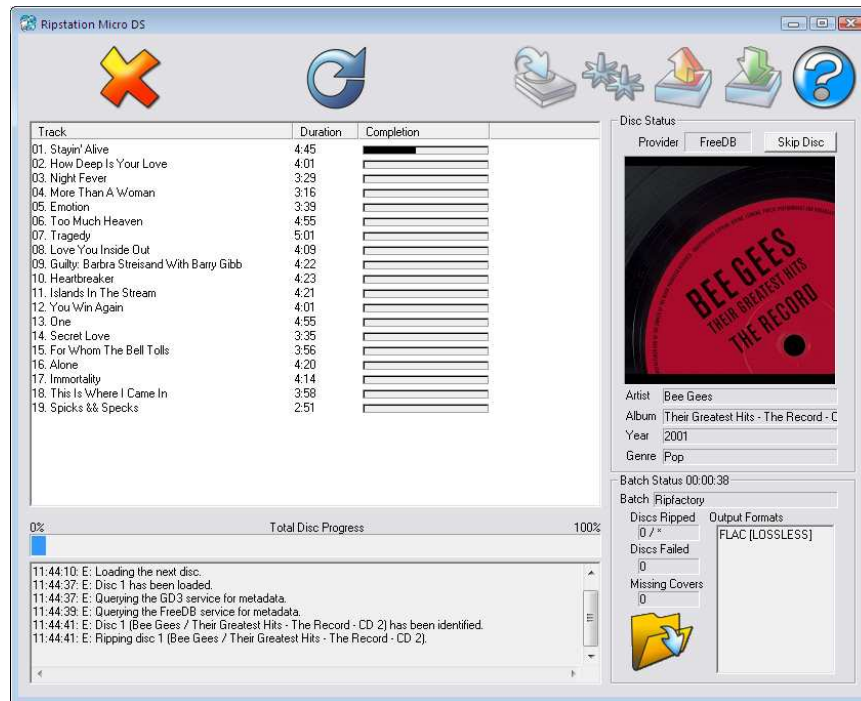 Ripstation Micro DS
Track Duration Completion
01. Stayin' Alive 4:45
02. How Deep Is Your Love 4:01
03. Night Fever 3:29
04. More Than A Woman 3:16
05. Emotion 3:39
06. Too Much Heaven 4:55
07. Tragedy 5:01
08. Love You Inside Out 4:09
09. Guilty: Barbra Streisand With Barry Gibb 4:22
10. Heartbreaker 4:23
11. Islands In The Stream 4:21
12. You Win Again 4:01
13. One 4:55
14. Secret Love 3:35
15. For Whom The Bell Tolls 3:56
16. Alone 4:20
17. Immortality 4:14
18. This Is Where I Came In 3:58
19. Spicks && Specks 2:51
0% Total Disc Progress 100%
11:44:10: E: Loading the next disc.
11:44:37: E: Disc 1 has been loaded.
11:44:37: E: Querying the GD3 service for metadata.
11:44:39: E: Querying the FreeDB service for metadata.
11:44:41: E: Disc 1 (Bee Gees / Their Greatest Hits - The Record - CD 2) has been identified.
11:44:41: E: Ripping disc 1 (Bee Gees / Their Greatest Hits - The Record - CD 2).
Disc Status
Provider FreeDB Skip Disc
BEE GEES
THEIR GREATEST HITS
THE RECORD
Artist Bee Gees
Album Their Greatest Hits - The Record - C
Year 2001
Genre Pop
Batch Status 00:00:38
Batch Ripfactory
Discs Ripped Output Formats
0 / * FLAC [LOSSLESS]
Discs Failed
0
Missing Covers
0